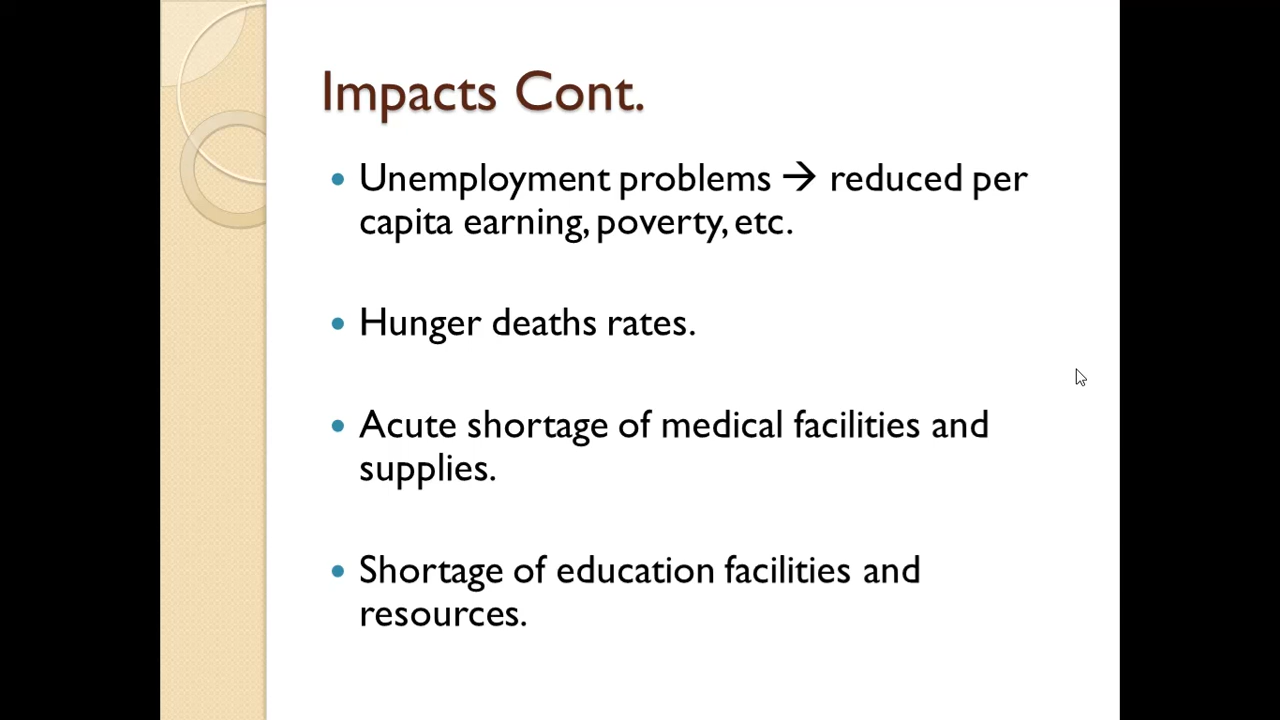 Impacts Cont.
• Unemployment problems → reduced per
capita earning, poverty, etc.
• Hunger deaths rates.
• Acute shortage of medical facilities and
supplies.
• Shortage of education facilities and
resources.